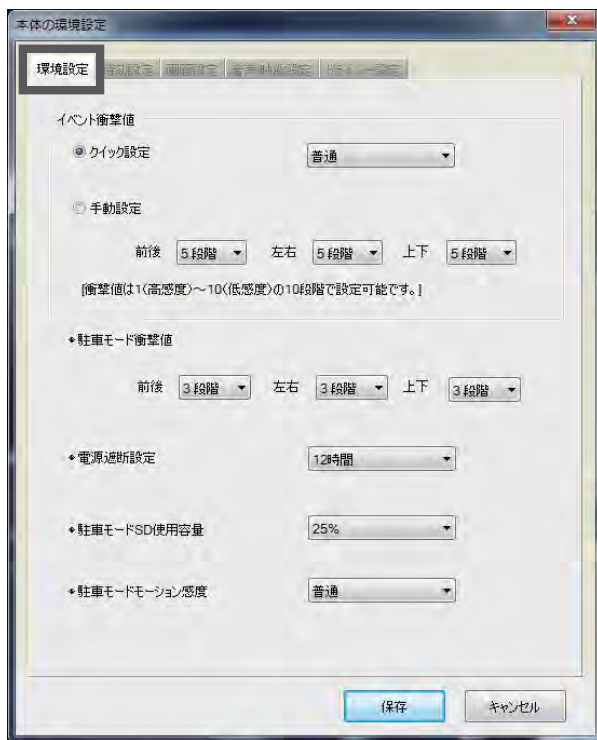 本体の環境設定
環境設定 画面設定
イベント衝撃値
クイック設定 普通
手動設定
前後 5段階 左右 5段階 上下 5段階
[衝撃値は1(高感度)～10(低感度)の10段階で設定可能です。]
*駐車モード衝撃値
前後 3段階 左右 3段階 上下 3段階
*電源遮断設定 12時間
*駐車モードSD使用容量 25%
*駐車モードモーション感度 普通
保存 キャンセル